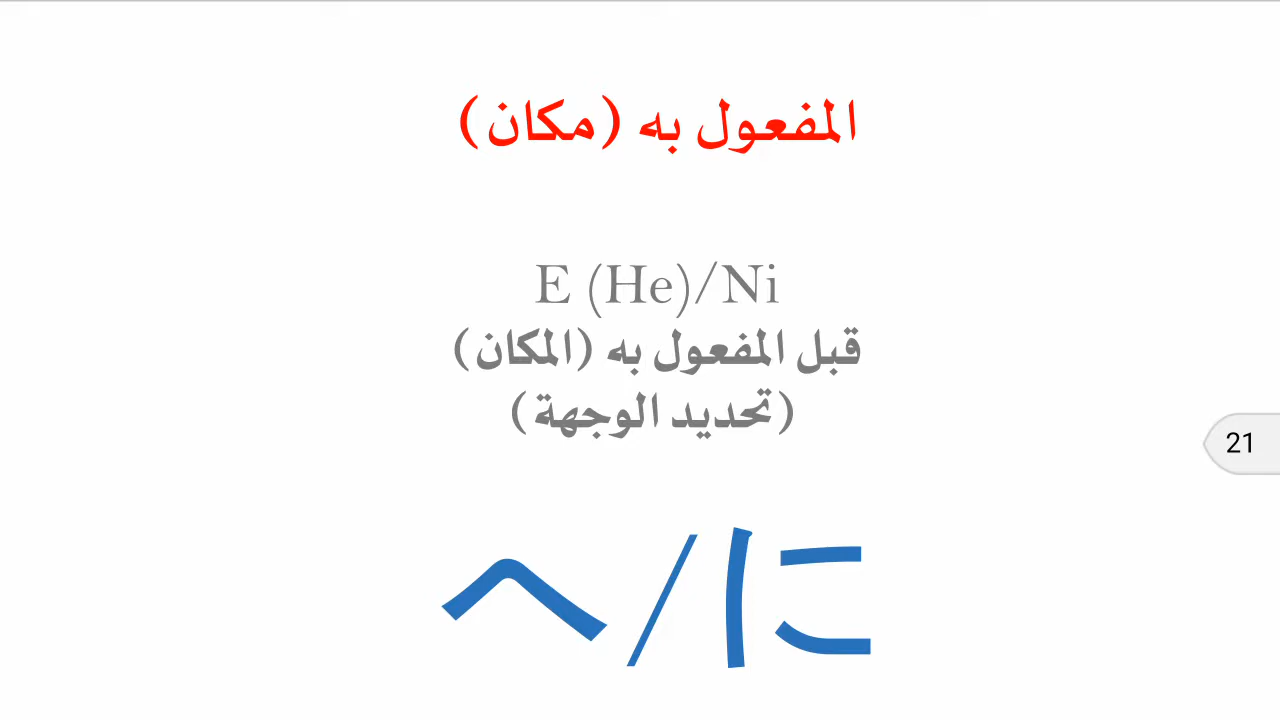 المفعول به (مكان)
E (He)/Ni
قبل المفعول به (المكان)
(تحديد الوجهة)
21
へ/に